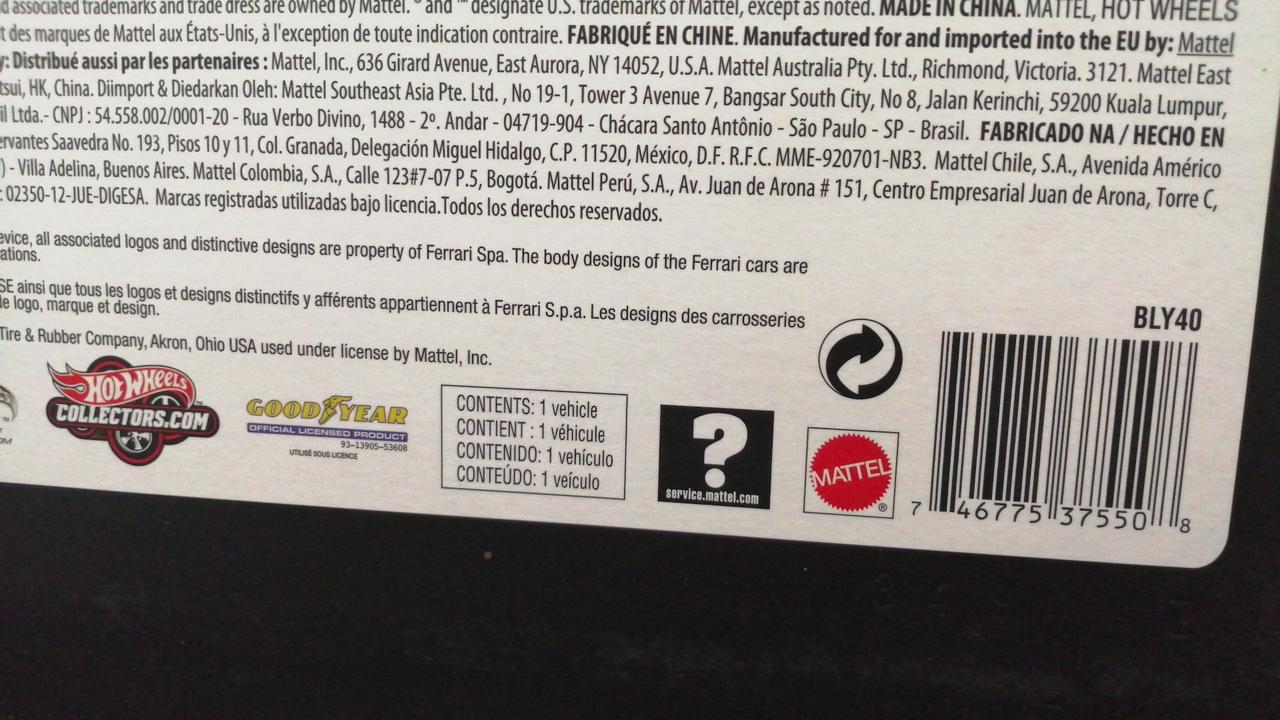 associated trademarks and trade dress are owned by Mattel. ® and ™ designate U.S. trademarks of Mattel, except as noted. MADE IN CHINA. MATTEL, HOT WHEELS
des marques de Mattel aux États-Unis, à l'exception de toute indication contraire. FABRIQUÉ EN CHINE. Manufactured for and imported into the EU by: Mattel
Distribué aussi par les partenaires : Mattel, Inc., 636 Girard Avenue, East Aurora, NY 14052, U.S.A. Mattel Australia Pty. Ltd., Richmond, Victoria. 3121. Mattel East
tsui, HK, China. Diimport & Diedarkan Oleh: Mattel Southeast Asia Pte. Ltd. , No 19-1, Tower 3 Avenue 7, Bangsar South City, No 8, Jalan Kerinchi, 59200 Kuala Lumpur,
il Ltda.- CNPJ : 54.558.002/0001-20 - Rua Verbo Divino, 1488 - 2º. Andar - 04719-904 - Chácara Santo Antônio - São Paulo - SP - Brasil. FABRICADO NA / HECHO EN
ervantes Saavedra No. 193, Pisos 10 y 11, Col. Granada, Delegación Miguel Hidalgo, C.P. 11520, México, D.F. R.F.C. MME-920701-NB3. Mattel Chile, S.A., Avenida Américo
) - Villa Adelina, Buenos Aires. Mattel Colombia, S.A., Calle 123#7-07 P.5, Bogotá. Mattel Perú, S.A., Av. Juan de Arona # 151, Centro Empresarial Juan de Arona, Torre C,
: 02350-12-JUE-DIGESA. Marcas registradas utilizadas bajo licencia.Todos los derechos reservados.
evice, all associated logos and distinctive designs are property of Ferrari Spa. The body designs of the Ferrari cars are
ations.
SE ainsi que tous les logos et designs distinctifs y afférents appartiennent à Ferrari S.p.a. Les designs des carrosseries
le logo, marque et design.
Tire & Rubber Company, Akron, Ohio USA used under license by Mattel, Inc.
BLY40
HOT WHEELS™
COLLECTORS.COM
GOODYEAR
OFFICIAL LICENSED PRODUCT
93-13905-53608
UTILISÉ SOUS LICENCE
CONTENTS: 1 vehicle
CONTIENT : 1 véhicule
CONTENIDO: 1 vehículo
CONTEÚDO: 1 veículo
?
service.mattel.com
MATTEL
®
7 46775 37550 8